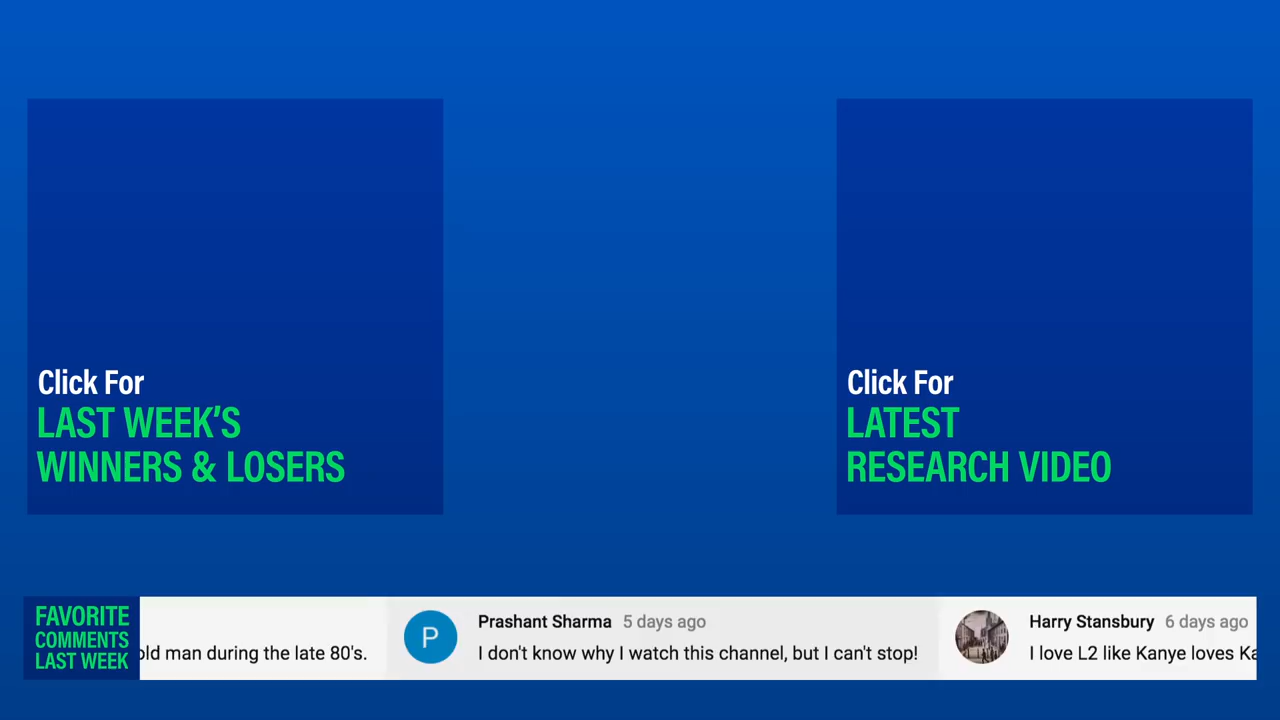 Click For
LAST WEEK'S
WINNERS & LOSERS
Click For
LATEST
RESEARCH VIDEO
FAVORITE
COMMENTS
LAST WEEK
old man during the late 80's.
P
Prashant Sharma 5 days ago
I don't know why I watch this channel, but I can't stop!
Harry Stansbury 6 days ago
I love L2 like Kanye loves